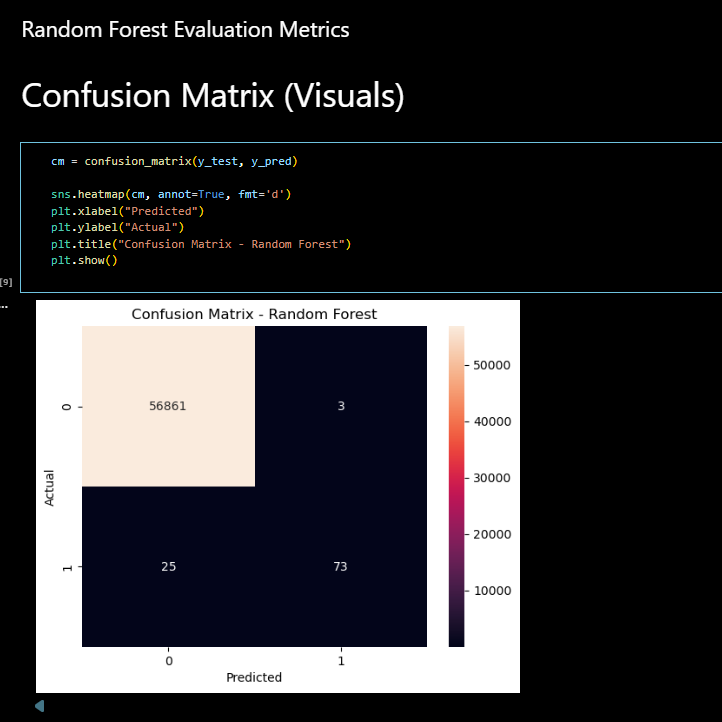 Random Forest Evaluation Metrics
Confusion Matrix (Visuals)
cm = confusion_matrix(y_test, y_pred)
sns.heatmap(cm, annot=True, fmt='d')
plt.xlabel("Predicted")
plt.ylabel("Actual")
plt.title("Confusion Matrix - Random Forest")
plt.show()
[9]
...
Confusion Matrix - Random Forest
0
56861
3
1
25
73
Actual
0
1
Predicted
50000
40000
30000
20000
10000